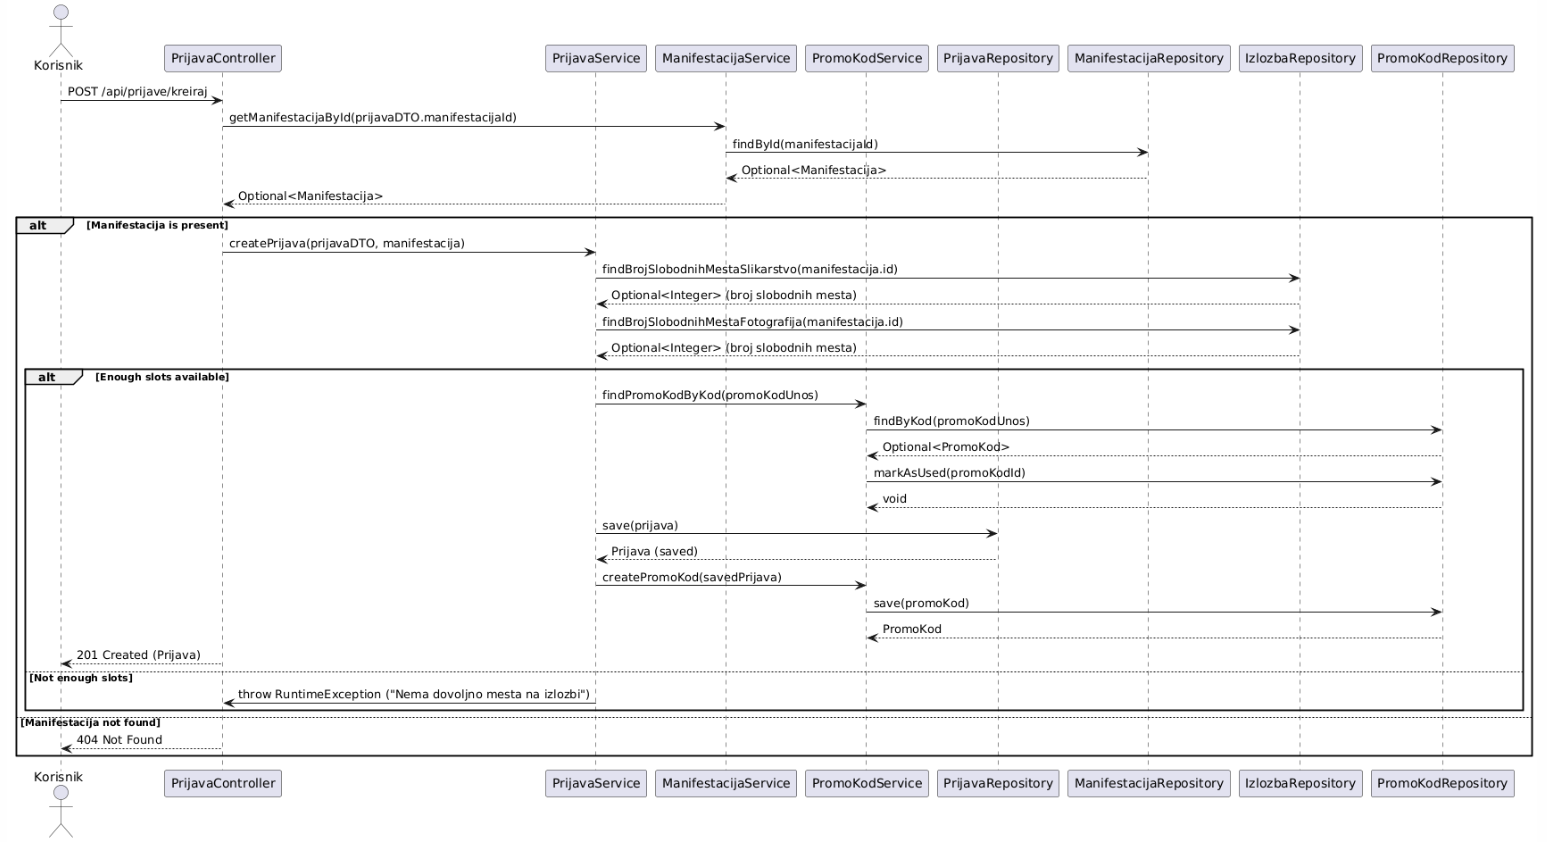 Korisnik
PrijavaController
PrijavaService
ManifestacijaService
PromoKodService
PrijavaRepository
ManifestacijaRepository
IzlozbaRepository
PromoKodRepository
POST /api/prijave/kreiraj
getManifestacijaById(prijavaDTO.manifestacijaId)
findById(manifestacijaId)
Optional<Manifestacija>
Optional<Manifestacija>
alt [Manifestacija is present]
createPrijava(prijavaDTO, manifestacija)
findBrojSlobodnihMestaSlikarstvo(manifestacija.id)
Optional<Integer> (broj slobodnih mesta)
findBrojSlobodnihMestaFotografija(manifestacija.id)
Optional<Integer> (broj slobodnih mesta)
alt [Enough slots available]
findPromoKodByKod(promoKodUnos)
findByKod(promoKodUnos)
Optional<PromoKod>
markAsUsed(promoKodId)
void
save(prijava)
Prijava (saved)
createPromoKod(savedPrijava)
save(promoKod)
PromoKod
201 Created (Prijava)
[Not enough slots]
throw RuntimeException ("Nema dovoljno mesta na izlozbi")
[Manifestacija not found]
404 Not Found
Korisnik
PrijavaController
PrijavaService
ManifestacijaService
PromoKodService
PrijavaRepository
ManifestacijaRepository
IzlozbaRepository
PromoKodRepository